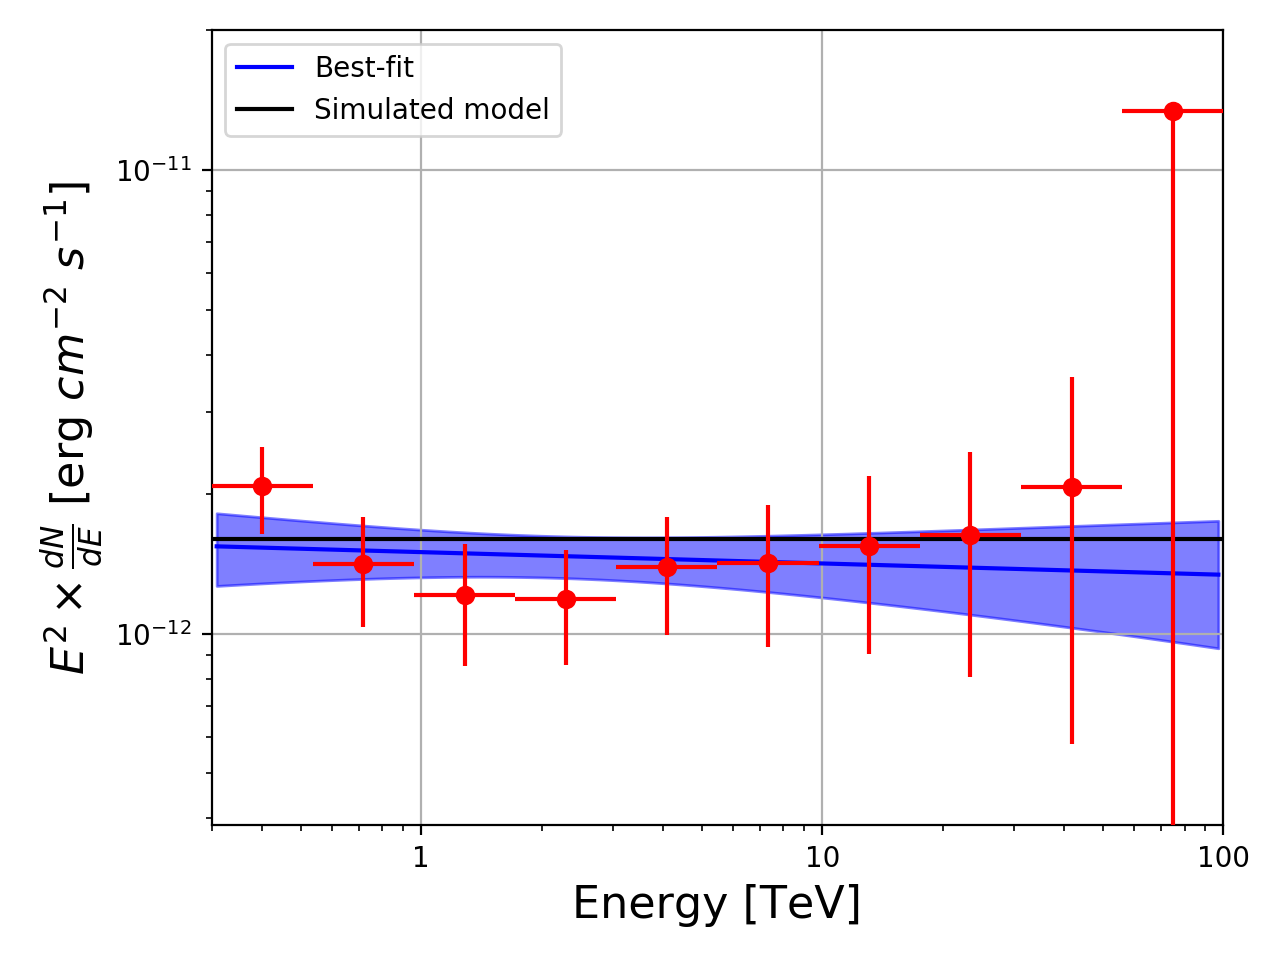 Best-fit
Simulated model
10⁻¹¹
10⁻¹²
E² × dN/dE [erg cm⁻² s⁻¹]
1 10 100
Energy [TeV]